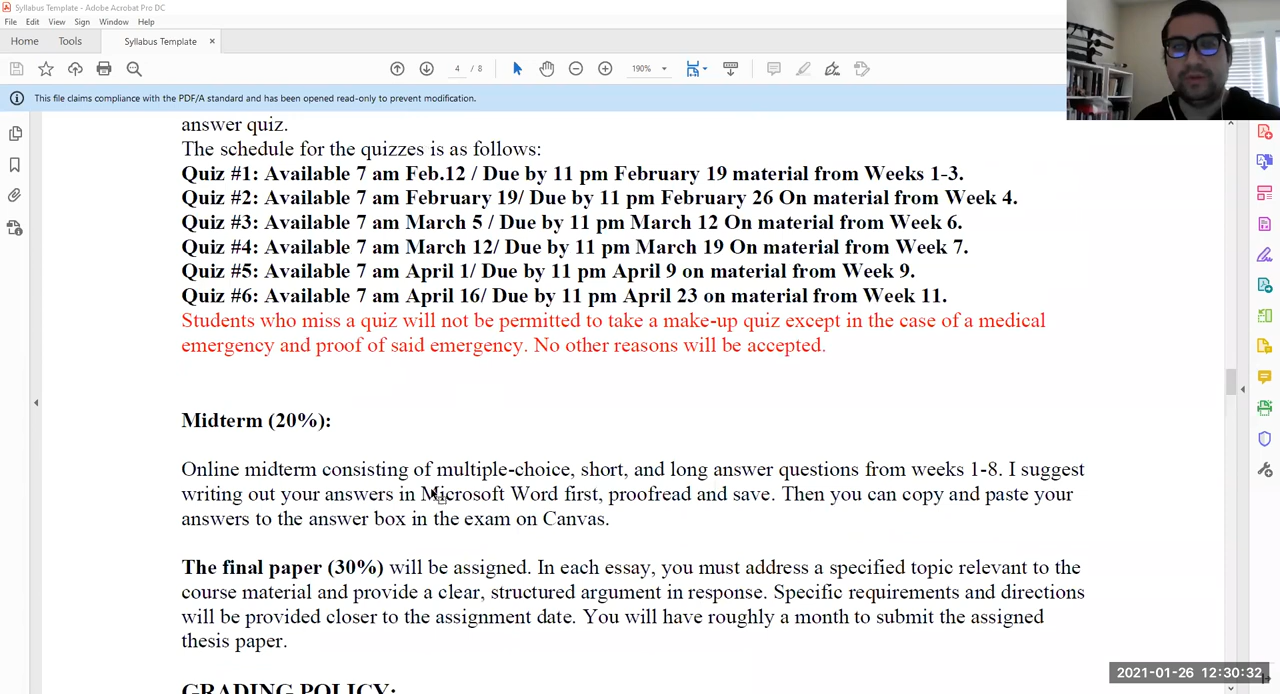 Syllabus Template - Adobe Acrobat Pro DC
File Edit View Sign Window Help
Home Tools Syllabus Template ×
4 / 8 190%
This file claims compliance with the PDF/A standard and has been opened read-only to prevent modification.
answer quiz.
The schedule for the quizzes is as follows:
Quiz #1: Available 7 am Feb.12 / Due by 11 pm February 19 material from Weeks 1-3.
Quiz #2: Available 7 am February 19/ Due by 11 pm February 26 On material from Week 4.
Quiz #3: Available 7 am March 5 / Due by 11 pm March 12 On material from Week 6.
Quiz #4: Available 7 am March 12/ Due by 11 pm March 19 On material from Week 7.
Quiz #5: Available 7 am April 1/ Due by 11 pm April 9 on material from Week 9.
Quiz #6: Available 7 am April 16/ Due by 11 pm April 23 on material from Week 11.
Students who miss a quiz will not be permitted to take a make-up quiz except in the case of a medical
emergency and proof of said emergency. No other reasons will be accepted.
Midterm (20%):
Online midterm consisting of multiple-choice, short, and long answer questions from weeks 1-8. I suggest
writing out your answers in Microsoft Word first, proofread and save. Then you can copy and paste your
answers to the answer box in the exam on Canvas.
The final paper (30%) will be assigned. In each essay, you must address a specified topic relevant to the
course material and provide a clear, structured argument in response. Specific requirements and directions
will be provided closer to the assignment date. You will have roughly a month to submit the assigned
thesis paper.
GRADING POLICY:
2021-01-26 12:30:32